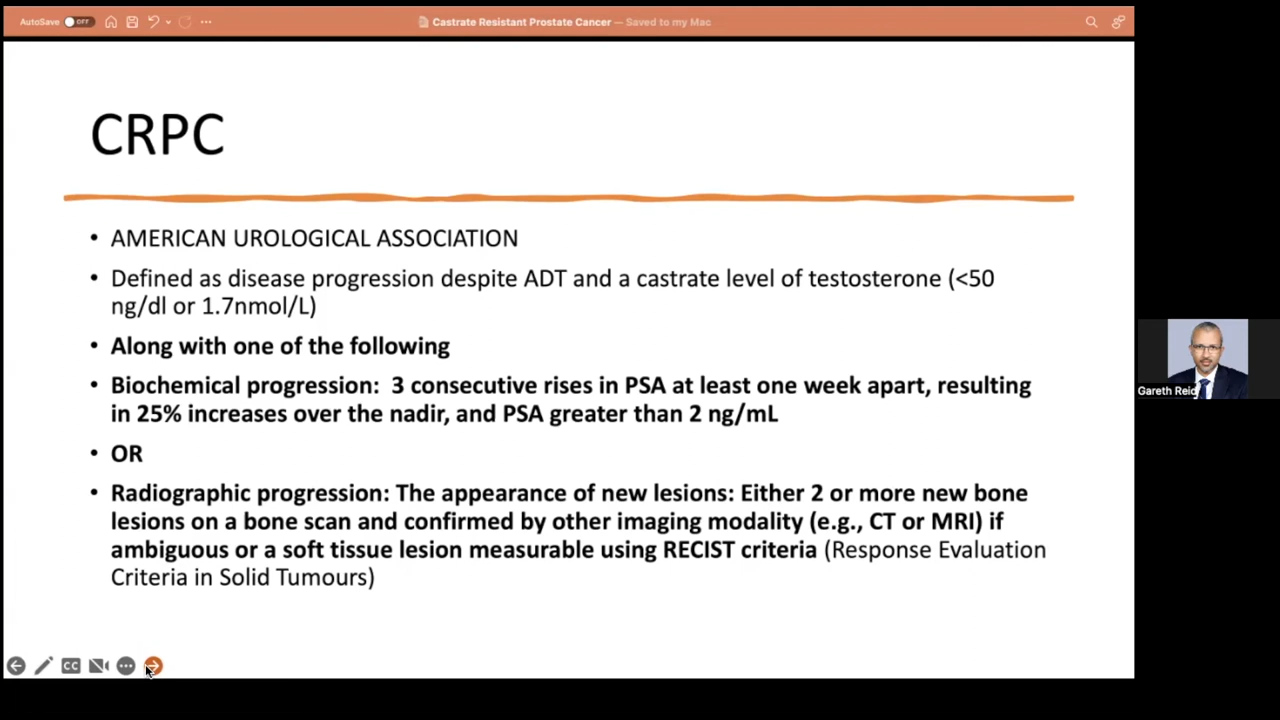 AutoSave OFF
Castrate Resistant Prostate Cancer — Saved to my Mac
CRPC
• AMERICAN UROLOGICAL ASSOCIATION
• Defined as disease progression despite ADT and a castrate level of testosterone (<50
ng/dl or 1.7nmol/L)
• Along with one of the following
• Biochemical progression: 3 consecutive rises in PSA at least one week apart, resulting
in 25% increases over the nadir, and PSA greater than 2 ng/mL
• OR
• Radiographic progression: The appearance of new lesions: Either 2 or more new bone
lesions on a bone scan and confirmed by other imaging modality (e.g., CT or MRI) if
ambiguous or a soft tissue lesion measurable using RECIST criteria (Response Evaluation
Criteria in Solid Tumours)
CC
Gareth Reid